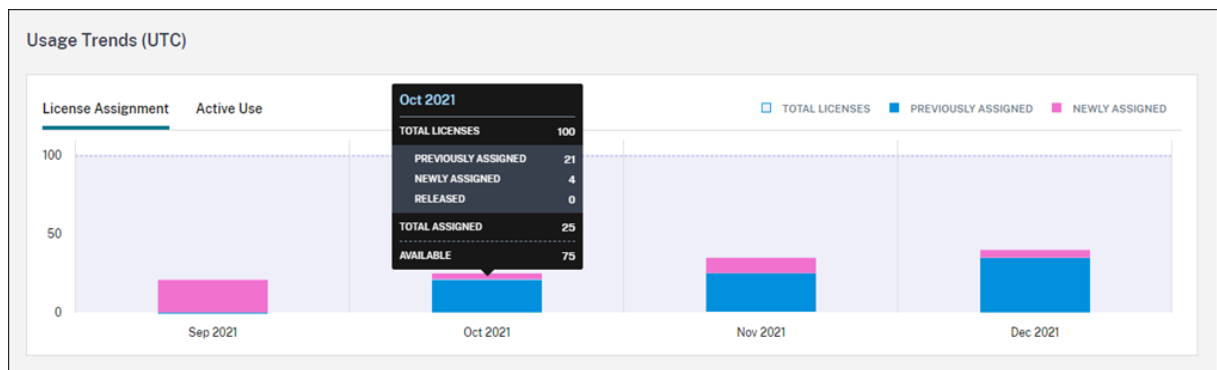 Usage Trends (UTC)
License Assignment Active Use
TOTAL LICENSES PREVIOUSLY ASSIGNED NEWLY ASSIGNED
Oct 2021
TOTAL LICENSES 100
PREVIOUSLY ASSIGNED 21
NEWLY ASSIGNED 4
RELEASED 0
TOTAL ASSIGNED 25
AVAILABLE 75
100
50
0
Sep 2021 Oct 2021 Nov 2021 Dec 2021